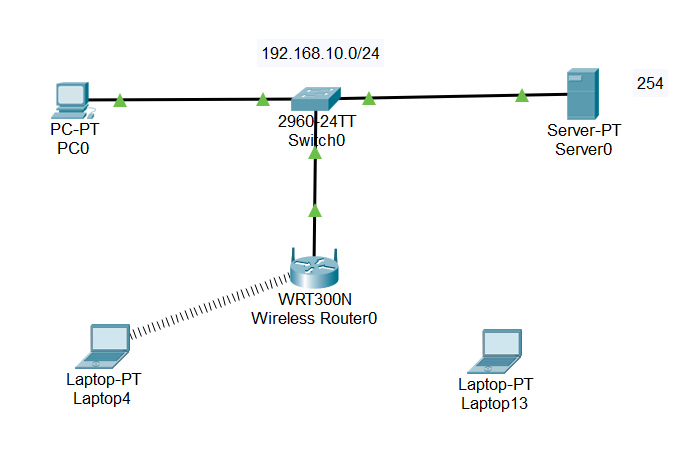 192.168.10.0/24
254
PC-PT
PC0
2960-24TT
Switch0
Server-PT
Server0
WRT300N
Wireless Router0
Laptop-PT
Laptop4
Laptop-PT
Laptop13